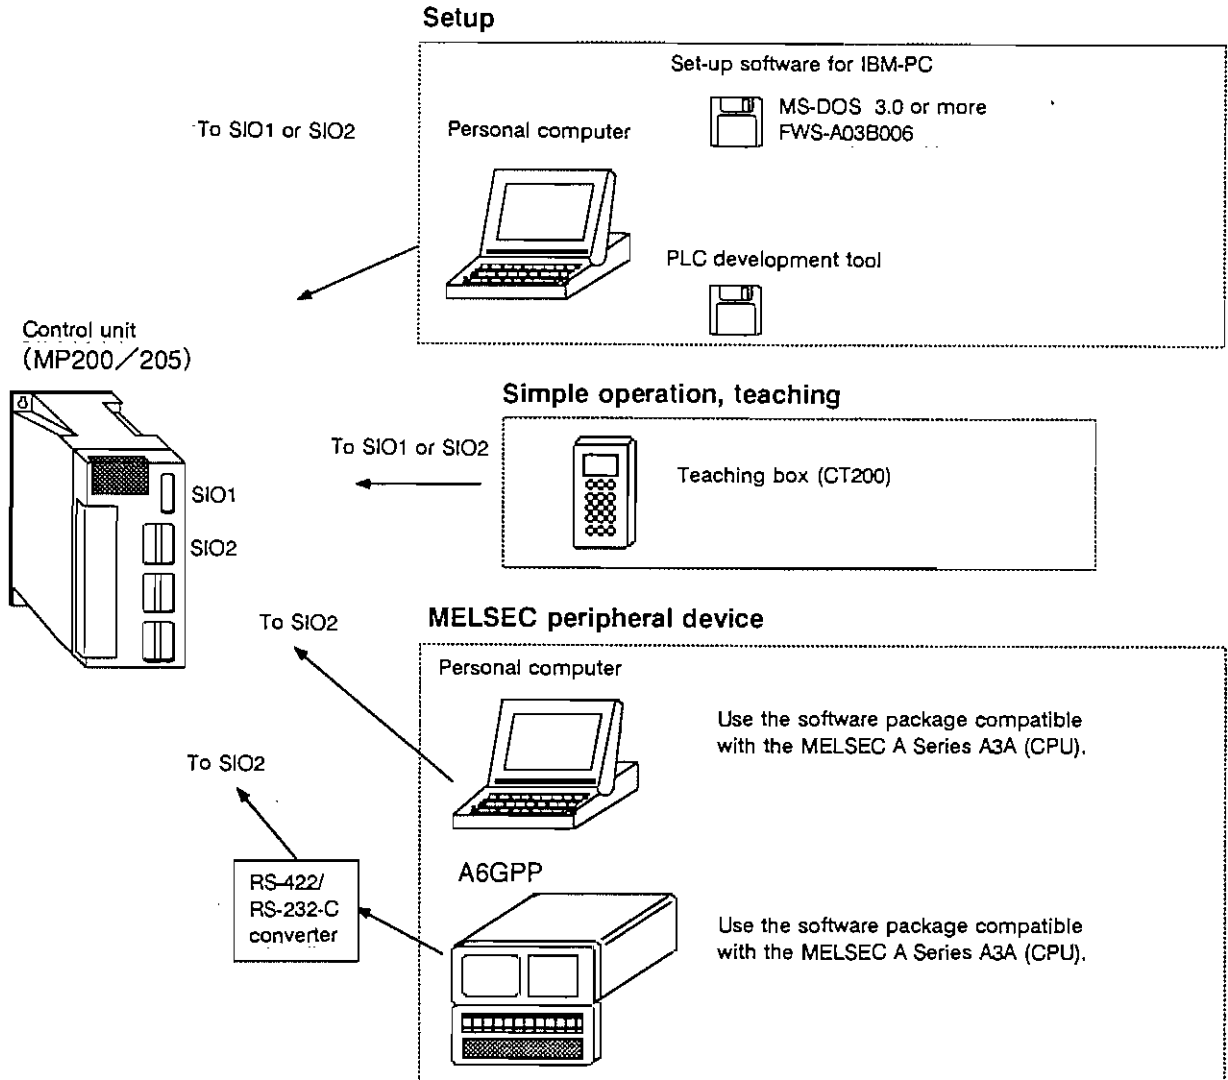 Setup
Set-up software for IBM-PC
MS-DOS 3.0 or more
FWS-A03B006
To SIO1 or SIO2
Personal computer
PLC development tool
Control unit
(MP200／205)
SIO1
SIO2
Simple operation, teaching
To SIO1 or SIO2
Teaching box (CT200)
MELSEC peripheral device
To SIO2
Personal computer
Use the software package compatible
with the MELSEC A Series A3A (CPU).
To SIO2
A6GPP
RS-422/
RS-232-C
converter
Use the software package compatible
with the MELSEC A Series A3A (CPU).